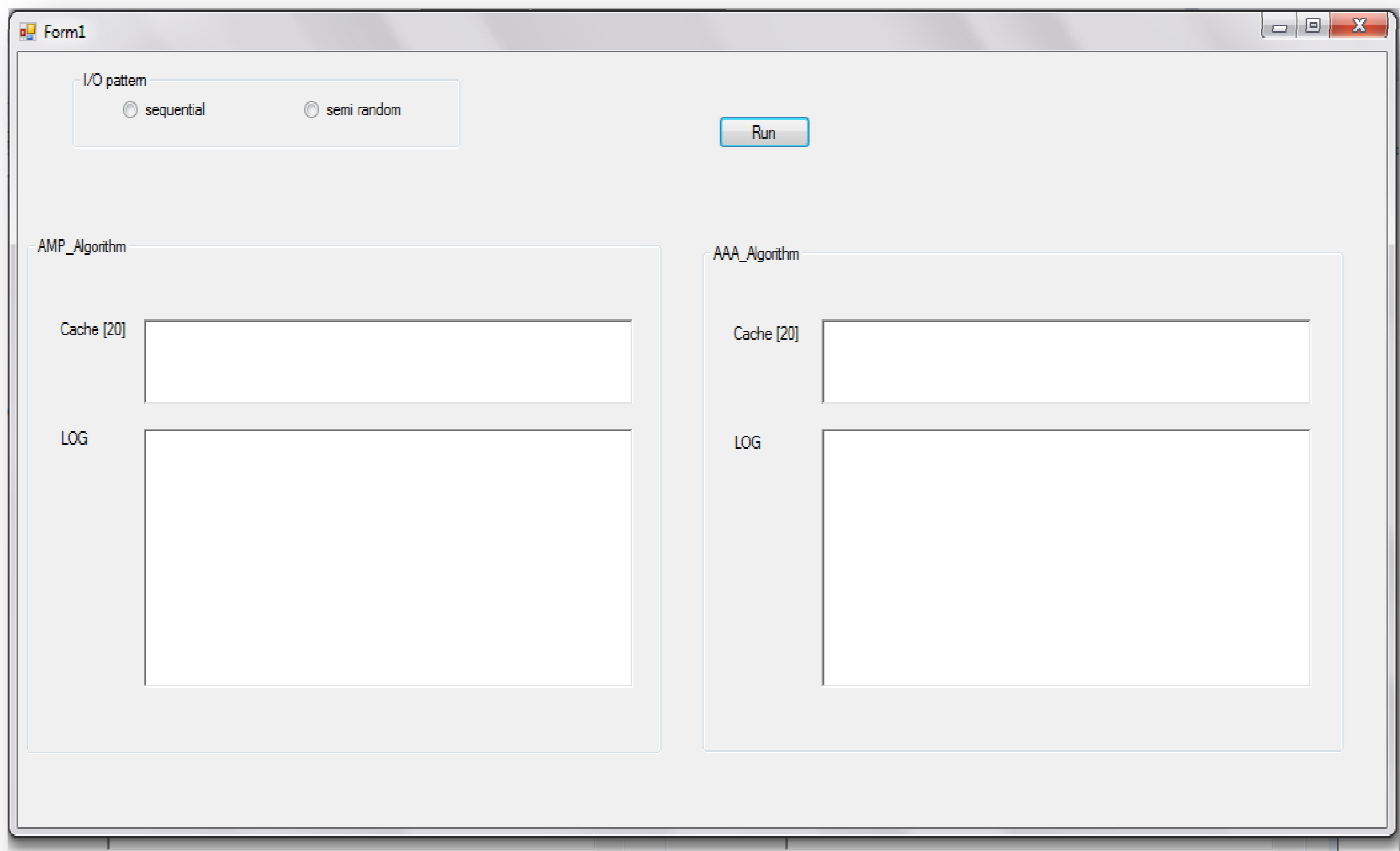 Form1
I/O pattern
sequential semi random
Run
AMP_Algorithm
AAA_Algorithm
Cache [20]
Cache [20]
LOG
LOG